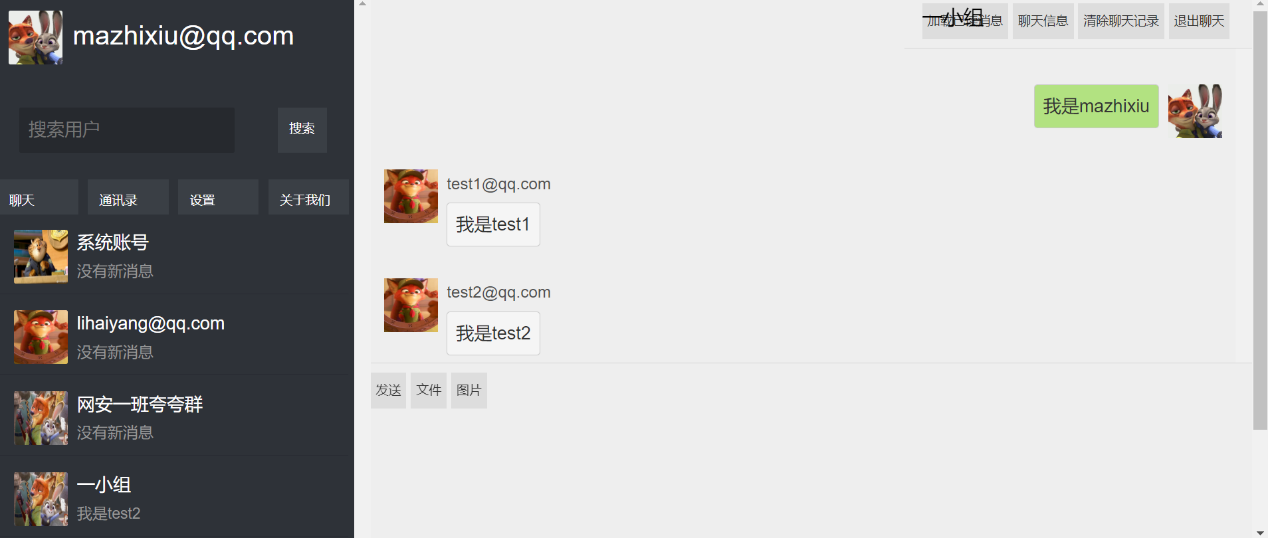 mazhixiu@qq.com
搜索用户
搜索
聊天
通讯录
设置
关于我们
系统账号
没有新消息
lihaiyang@qq.com
没有新消息
网安一班夸夸群
没有新消息
一小组
我是test2
一小组
消息
聊天信息
清除聊天记录
退出聊天
我是mazhixiu
test1@qq.com
我是test1
test2@qq.com
我是test2
发送
文件
图片